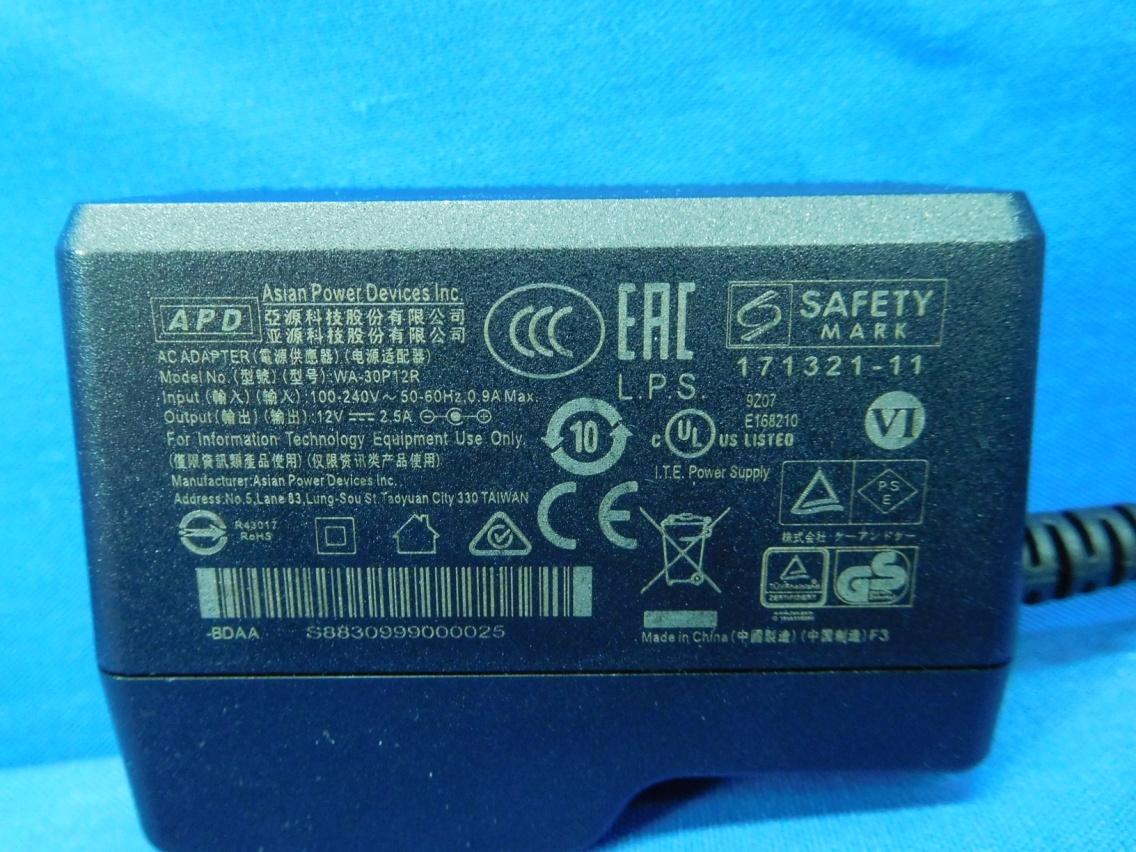 APD
Asian Power Devices Inc.
亞源科技股份有限公司
亚源科技股份有限公司
AC ADAPTER (電源供應器) (电源适配器)
Model No. (型號) (型号): WA-30P12R
Input (輸入) (输入): 100-240V ~ 50-60Hz, 0.9A Max.
Output (輸出) (输出): 12V ⎓ 2.5A
For Information Technology Equipment Use Only.
(僅限資訊類產品使用) (仅限资讯类产品使用)
Manufacturer: Asian Power Devices Inc.
Address: No.5, Lane 83, Lung-Sou St. Taoyuan City 330 TAIWAN
R43017
RoHS
-BDAA S8830999000025
CCC
EAC
L.P.S.
SAFETY
MARK
171321-11
10
9Z07
E168210
c UL US LISTED
I.T.E. Power Supply
VI
CE
PS
E
株式会社 ケーアンドケー
TÜVRheinland
CERTIFIED
GS
Made in China (中國製造) (中国制造) F3